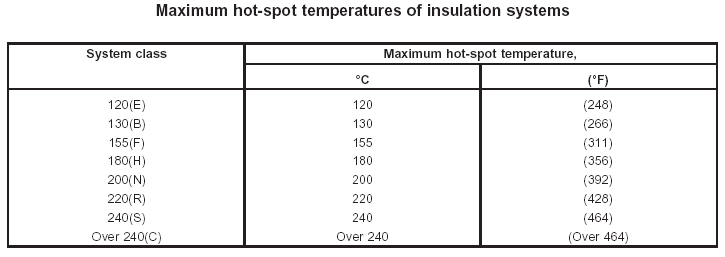 Maximum hot-spot temperatures of insulation systems
System class Maximum hot-spot temperature,
°C (°F)
120(E) 120 (248)
130(B) 130 (266)
155(F) 155 (311)
180(H) 180 (356)
200(N) 200 (392)
220(R) 220 (428)
240(S) 240 (464)
Over 240(C) Over 240 (Over 464)